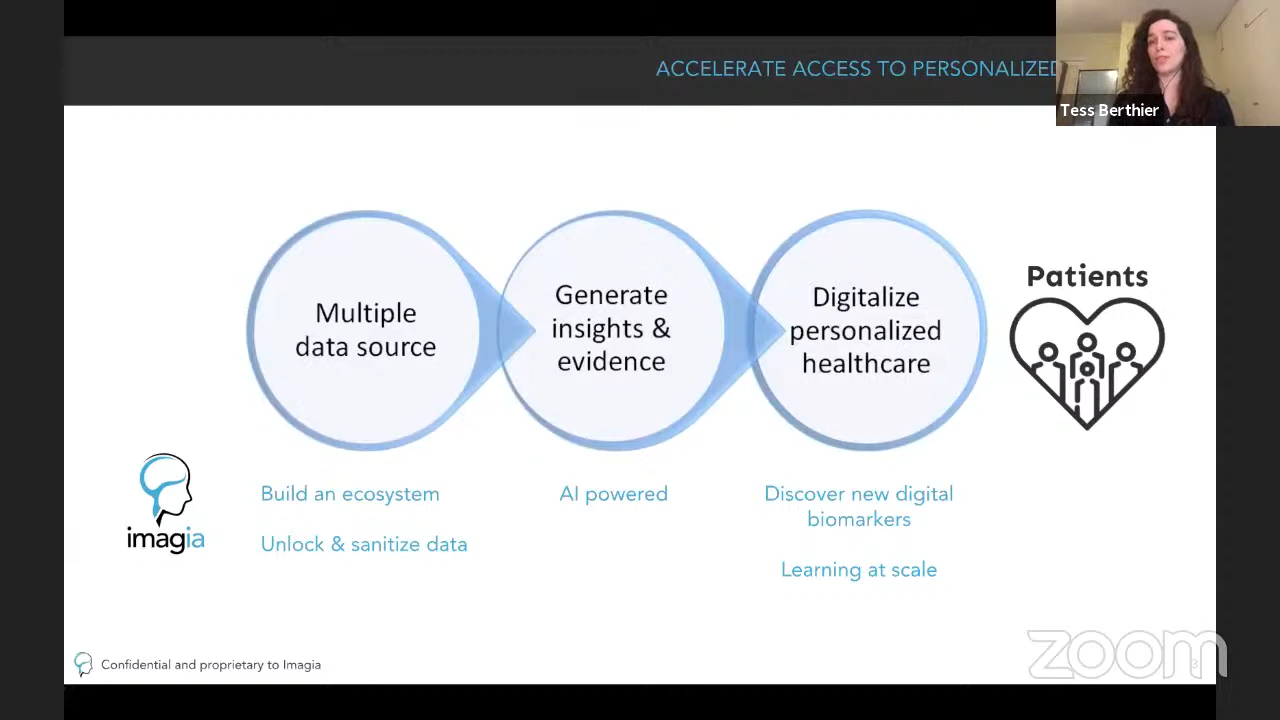 ACCELERATE ACCESS TO PERSONALIZED
Tess Berthier
Multiple
data source
Generate
insights &
evidence
Digitalize
personalized
healthcare
Patients
imagia
Build an ecosystem
Unlock & sanitize data
AI powered
Discover new digital
biomarkers
Learning at scale
Confidential and proprietary to Imagia
zoom
3